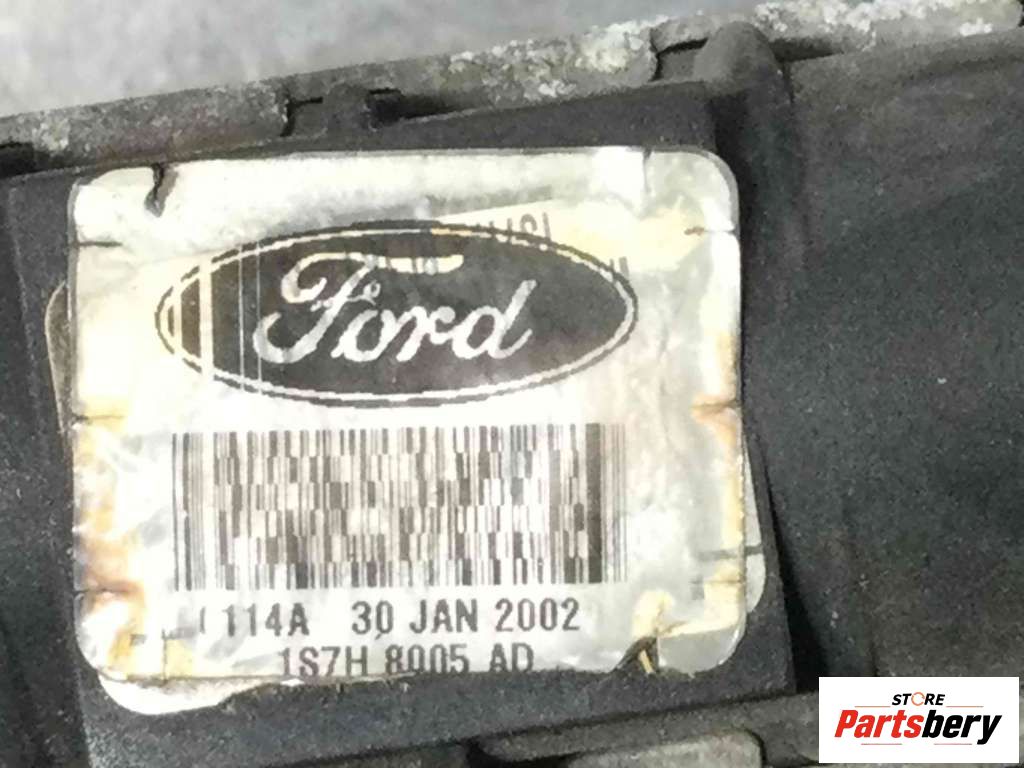 Ford
114A 30 JAN 2002
1S7H 8005 AD
STORE
Partsbery